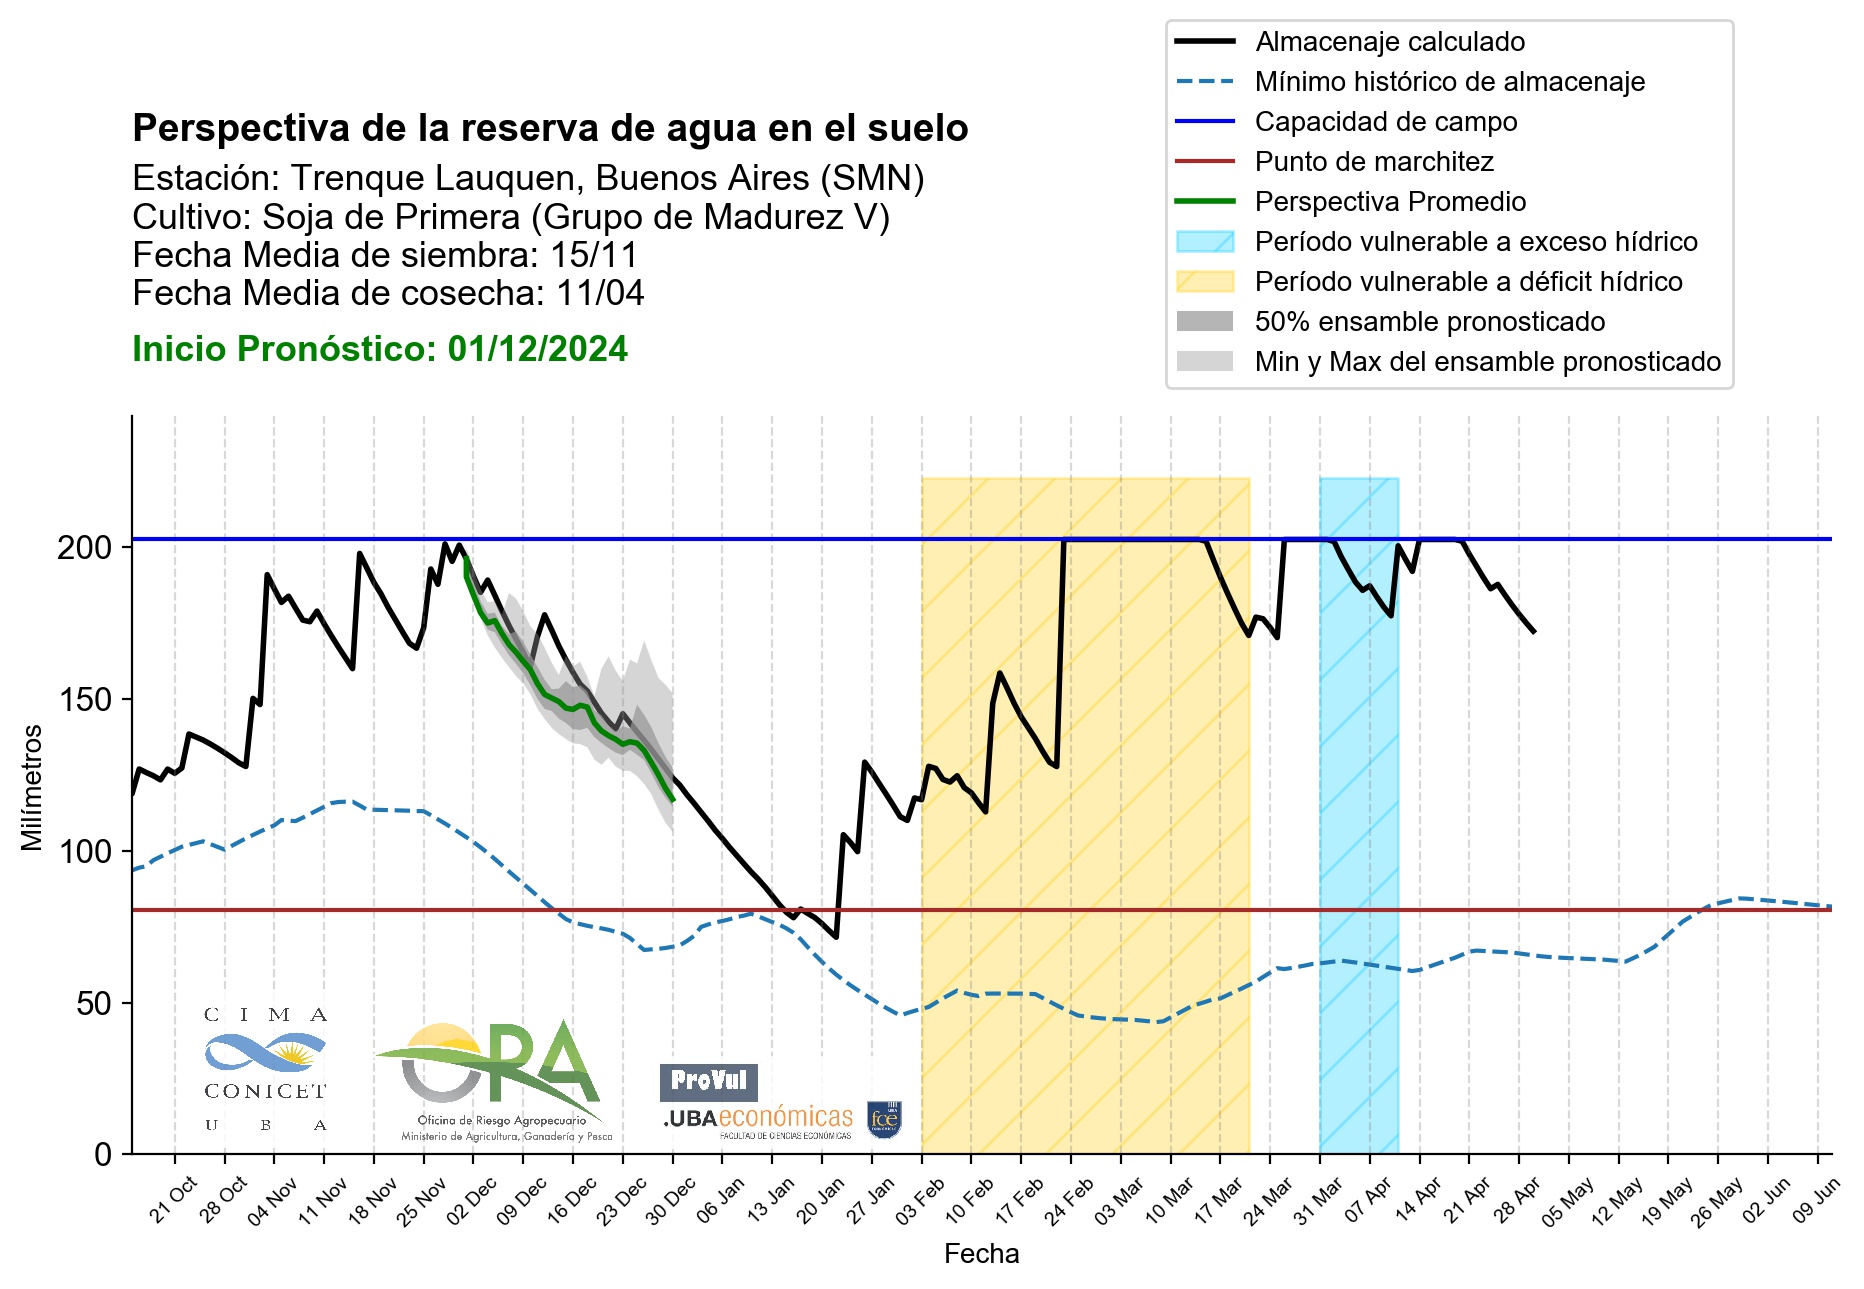 Almacenaje calculado
Mínimo histórico de almacenaje
Capacidad de campo
Punto de marchitez
Perspectiva Promedio
Período vulnerable a exceso hídrico
Período vulnerable a déficit hídrico
50% ensamble pronosticado
Min y Max del ensamble pronosticado
Perspectiva de la reserva de agua en el suelo
Estación: Trenque Lauquen, Buenos Aires (SMN)
Cultivo: Soja de Primera (Grupo de Madurez V)
Fecha Media de siembra: 15/11
Fecha Media de cosecha: 11/04
Inicio Pronóstico: 01/12/2024
Milímetros
200
150
100
50
0
CIMA
CONICET
UBA
ORA
Oficina de Riesgo Agropecuario
Ministerio de Agricultura, Ganadería y Pesca
ProVul
.UBAeconómicas
FACULTAD DE CIENCIAS ECONÓMICAS
UBA
fce
ECONÓMICAS
21 Oct
28 Oct
04 Nov
11 Nov
18 Nov
25 Nov
02 Dec
09 Dec
16 Dec
23 Dec
30 Dec
06 Jan
13 Jan
20 Jan
27 Jan
03 Feb
10 Feb
17 Feb
24 Feb
03 Mar
10 Mar
17 Mar
24 Mar
31 Mar
07 Apr
14 Apr
21 Apr
28 Apr
05 May
12 May
19 May
26 May
02 Jun
09 Jun
Fecha